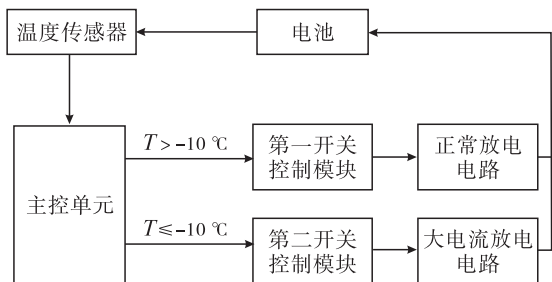 温度传感器
电池
T>-10 ℃
第一开关
控制模块
正常放电
电路
主控单元
T≤-10 ℃
第二开关
控制模块
大电流放电
电路